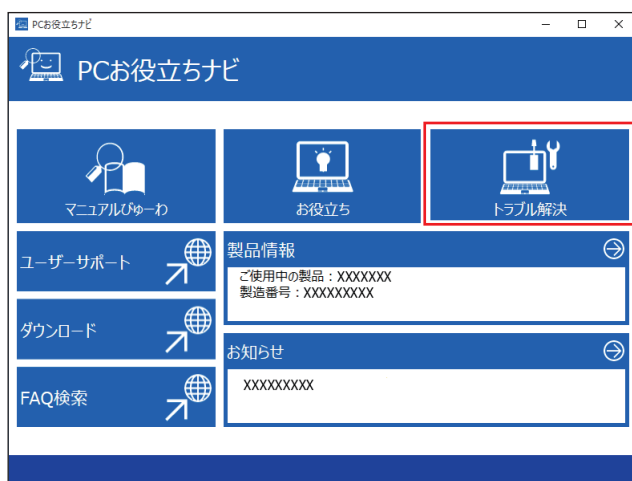 PCお役立ちナビ
PCお役立ちナビ
マニュアルびゅーわ
お役立ち
トラブル解決
ユーザーサポート
製品情報
ご使用中の製品：XXXXXXX
製造番号：XXXXXXXXX
ダウンロード
お知らせ
XXXXXXXXX
FAQ検索